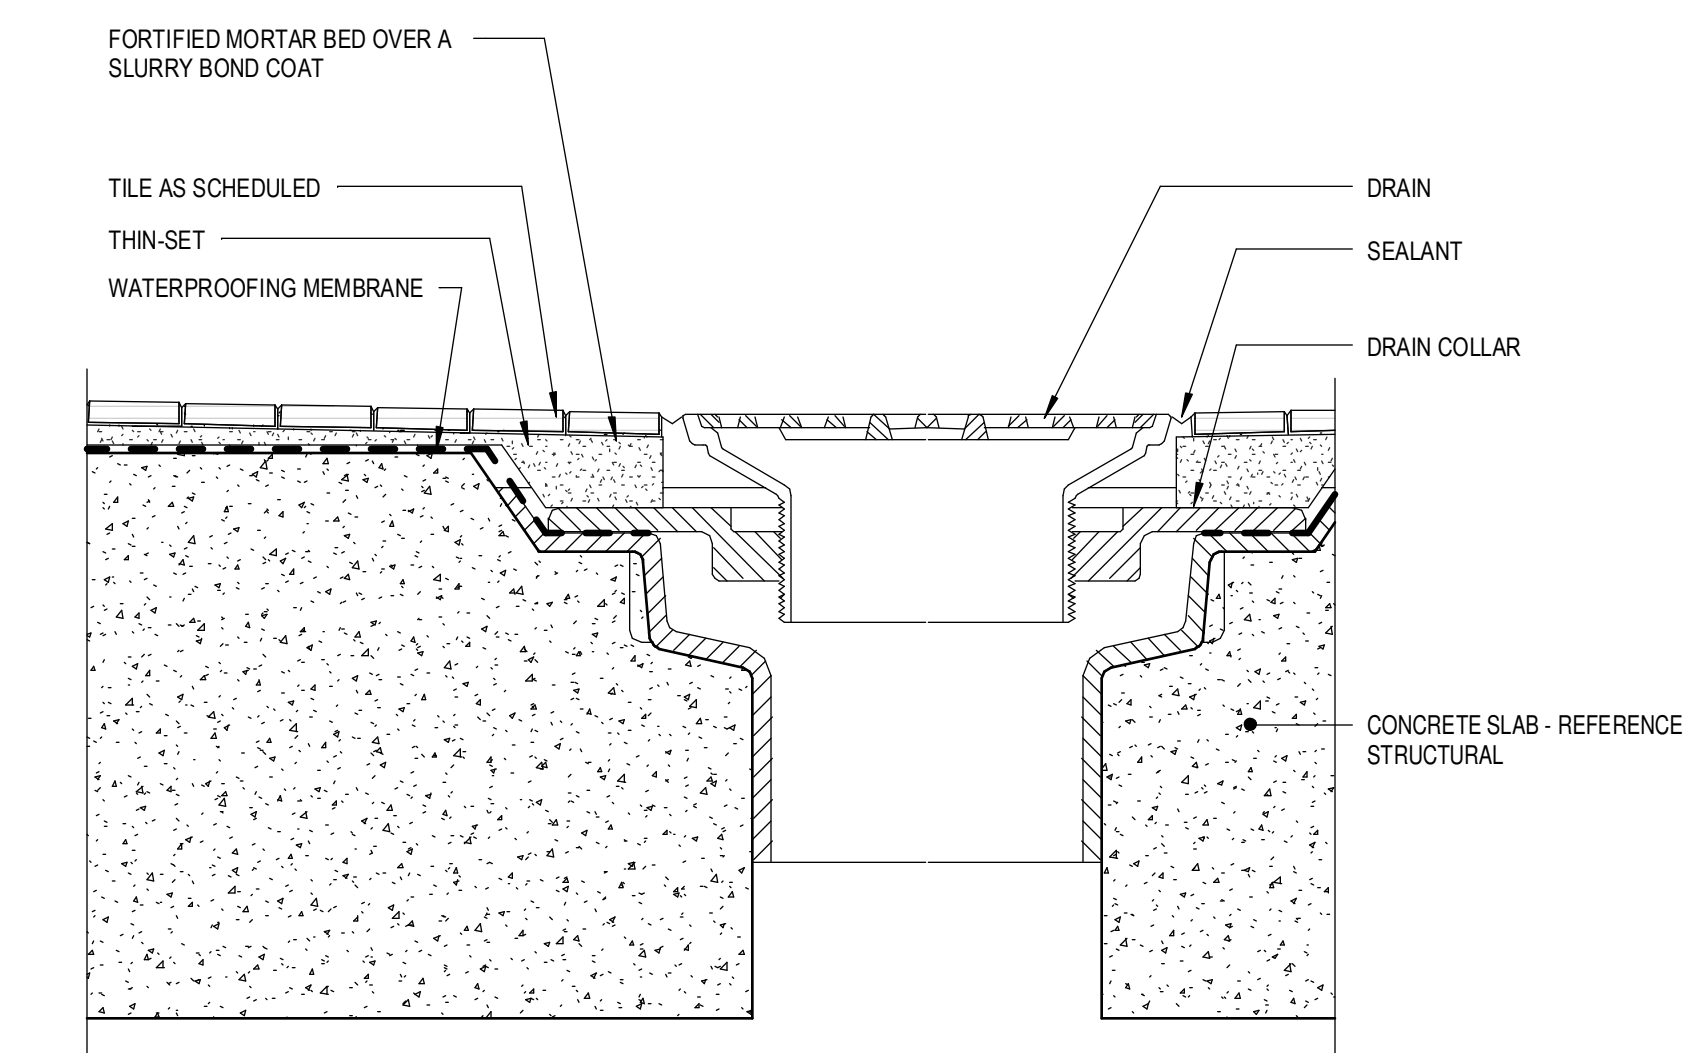 FORTIFIED MORTAR BED OVER A
SLURRY BOND COAT
TILE AS SCHEDULED
THIN-SET
WATERPROOFING MEMBRANE
DRAIN
SEALANT
DRAIN COLLAR
CONCRETE SLAB - REFERENCE
STRUCTURAL